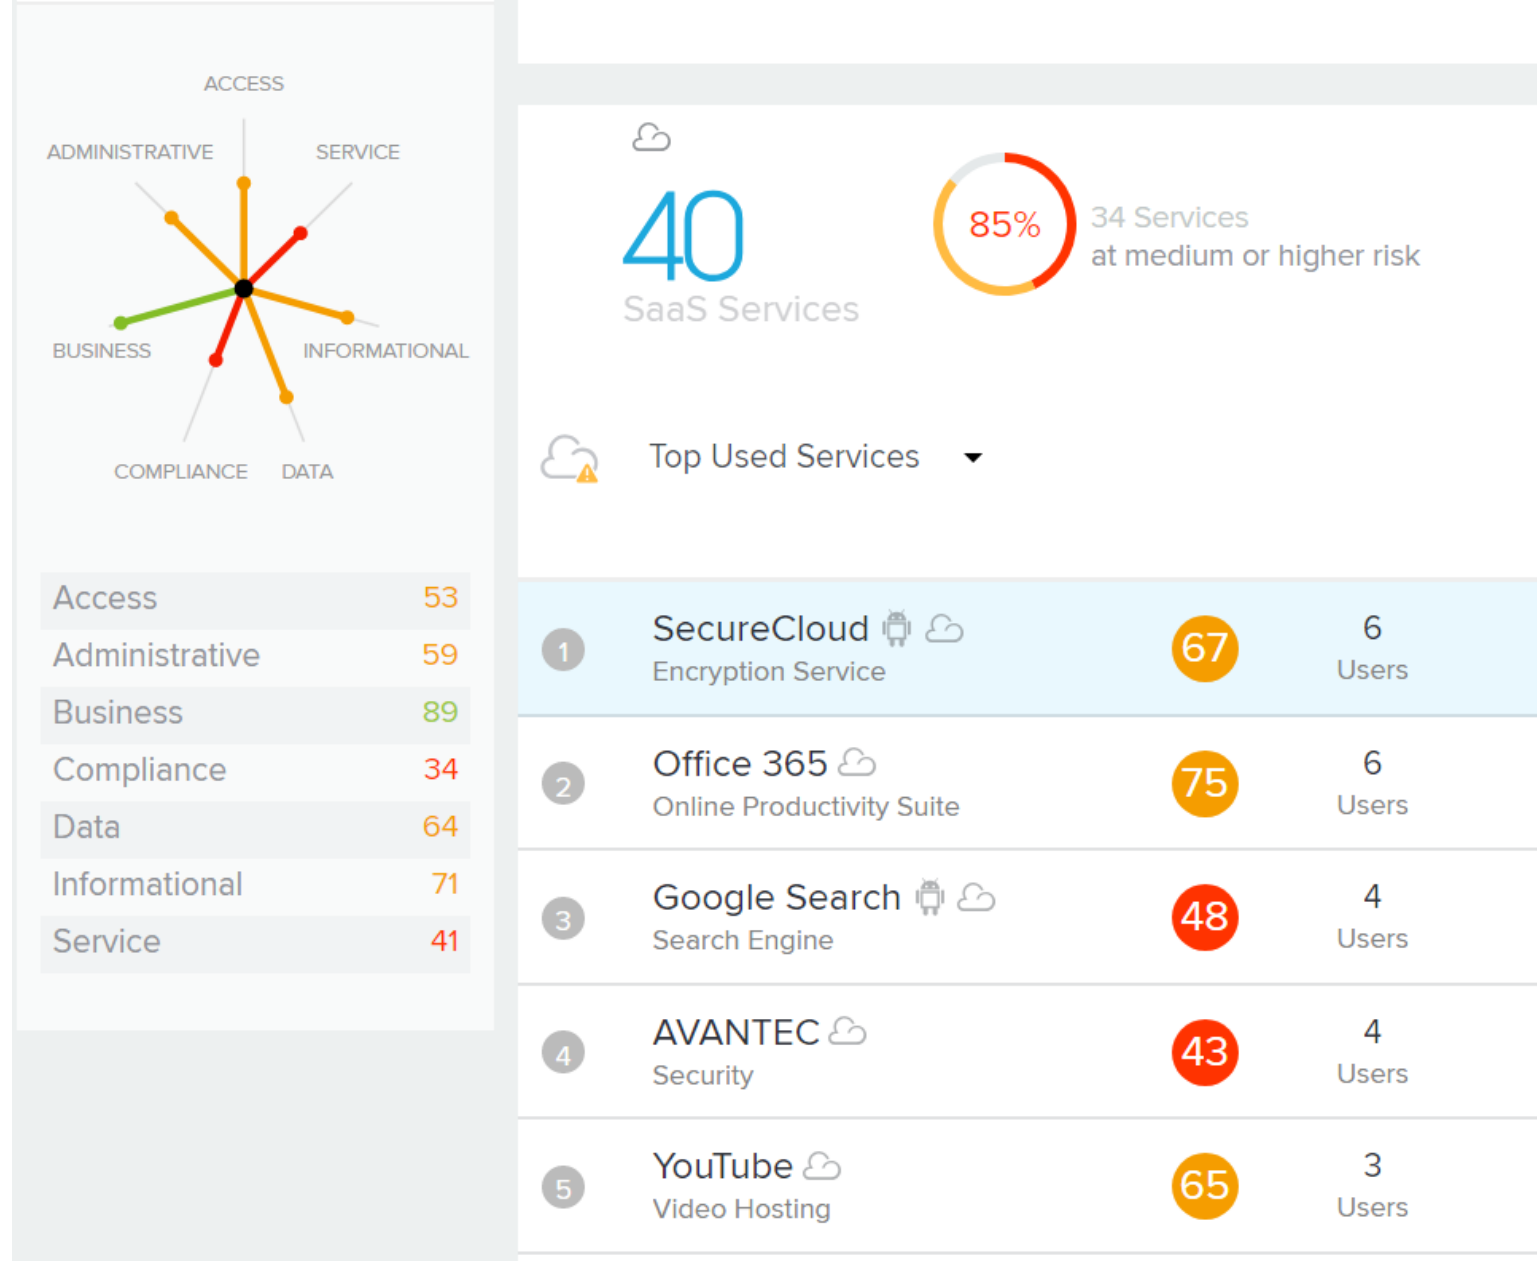 ACCESS
ADMINISTRATIVE
SERVICE
BUSINESS
INFORMATIONAL
COMPLIANCE
DATA
Access 53
Administrative 59
Business 89
Compliance 34
Data 64
Informational 71
Service 41
40
SaaS Services
85%
34 Services
at medium or higher risk
Top Used Services
1 SecureCloud 67 6
Encryption Service Users
2 Office 365 75 6
Online Productivity Suite Users
3 Google Search 48 4
Search Engine Users
4 AVANTEC 43 4
Security Users
5 YouTube 65 3
Video Hosting Users